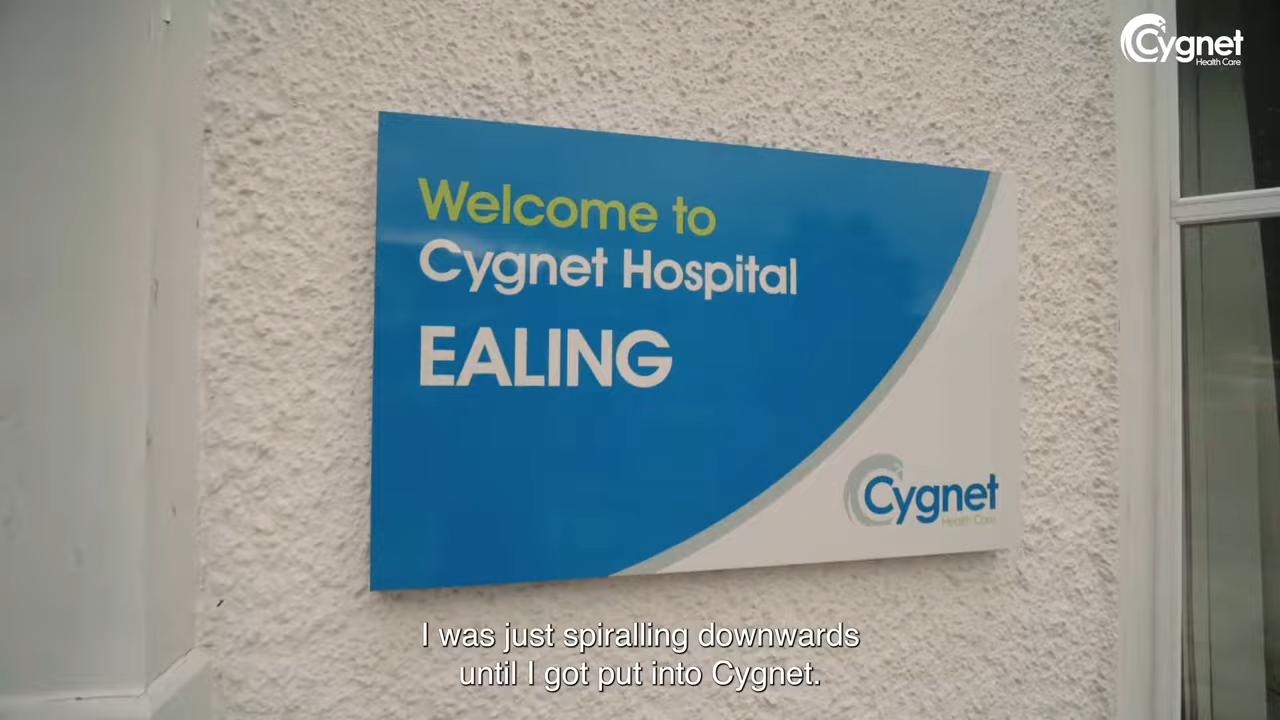 Cygnet
Health Care
Welcome to
Cygnet Hospital
EALING
Cygnet
Health Care
I was just spiralling downwards
until I got put into Cygnet.